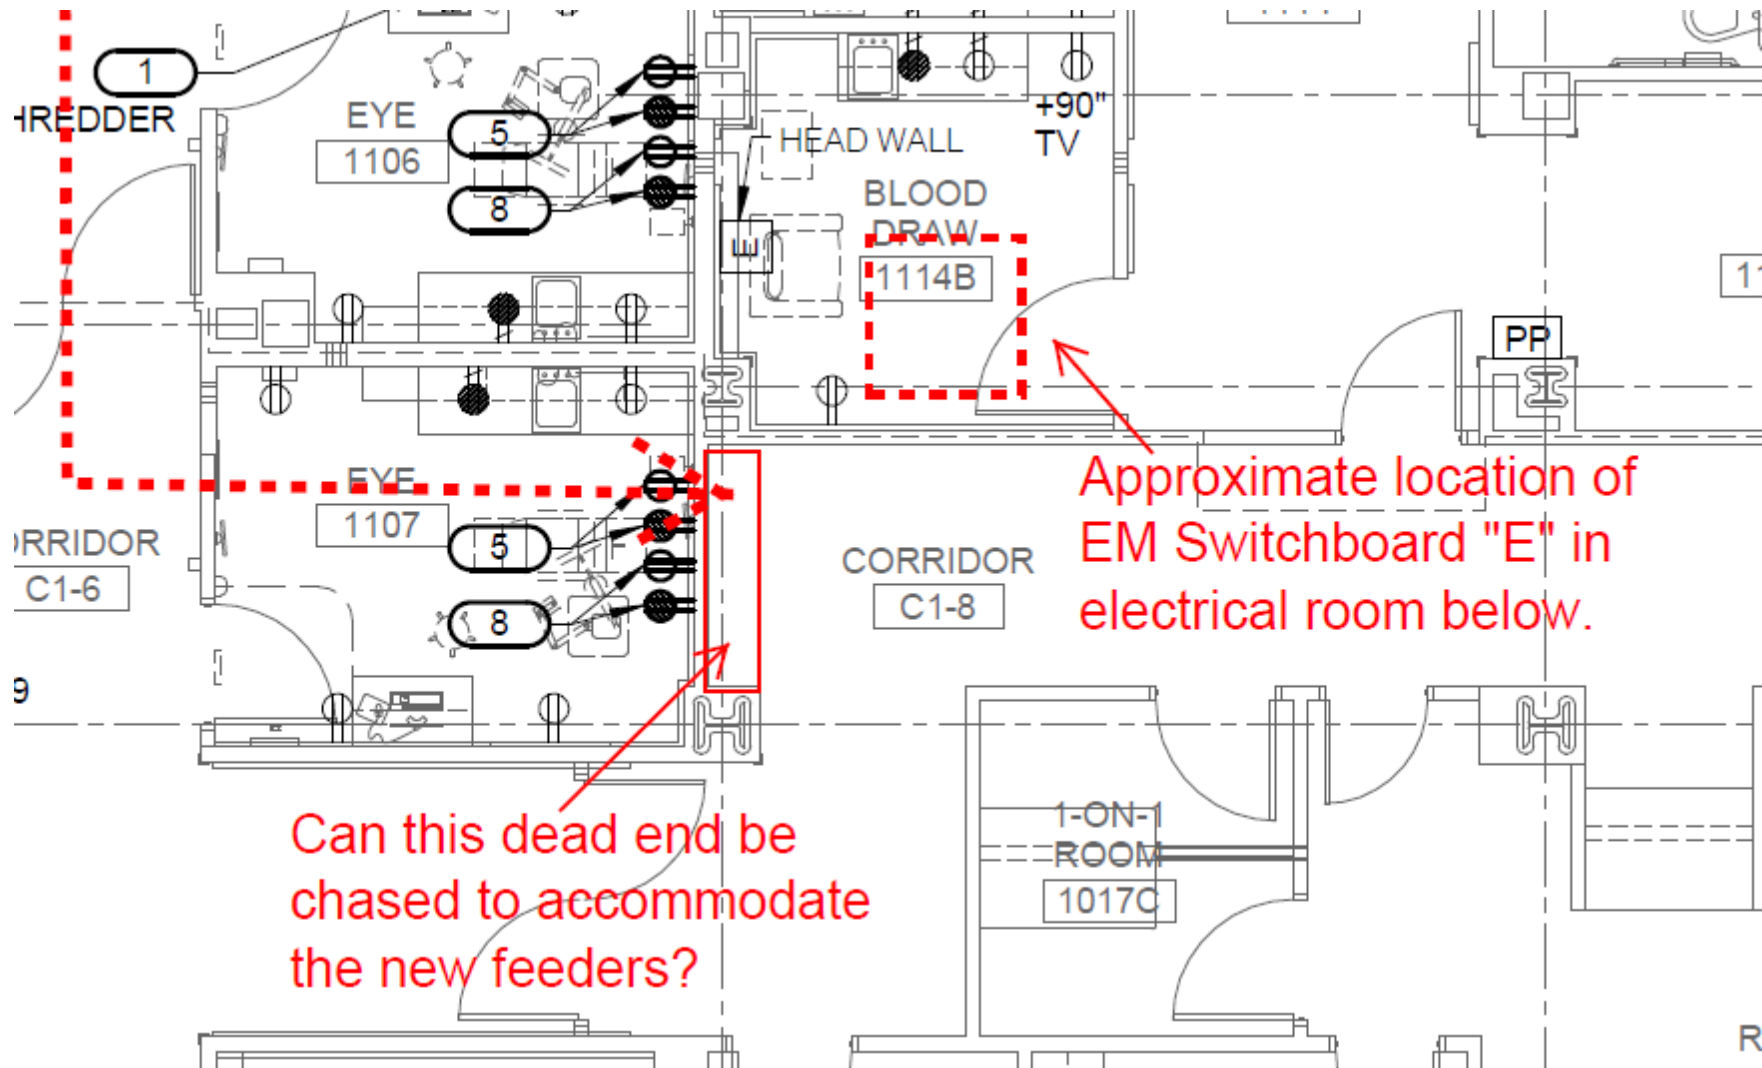 1
HREDDER
EYE
1106
5
8
HEAD WALL
+90"
TV
BLOOD
DRAW
1114B
E
PP
EYE
1107
5
8
C1-6
CORRIDOR
C1-8
Approximate location of
EM Switchboard "E" in
electrical room below.
9
Can this dead end be
chased to accommodate
the new feeders?
1-ON-1
ROOM
1017C
R